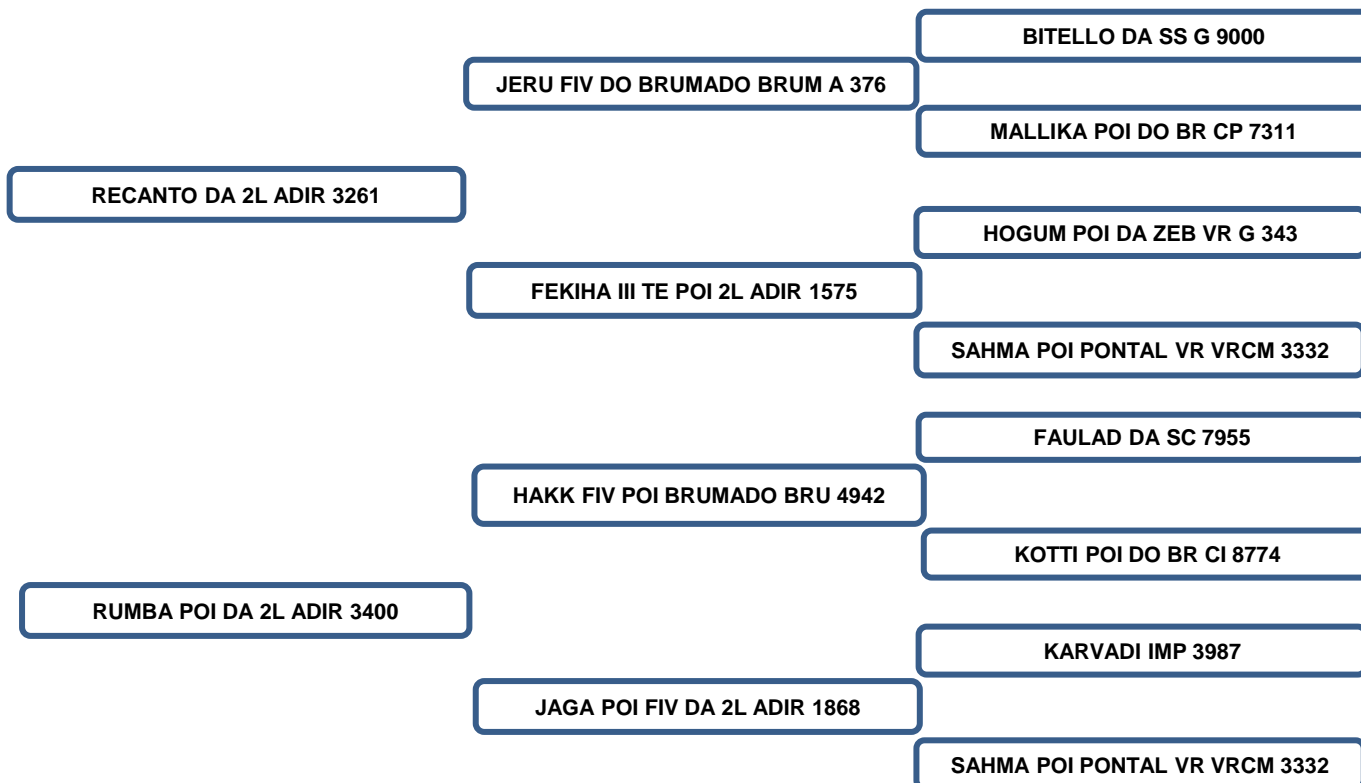 BITELLO DA SS G 9000
JERU FIV DO BRUMADO BRUM A 376
MALLIKA POI DO BR CP 7311
RECANTO DA 2L ADIR 3261
HOGUM POI DA ZEB VR G 343
FEKIHA III TE POI 2L ADIR 1575
SAHMA POI PONTAL VR VRCM 3332
FAULAD DA SC 7955
HAKK FIV POI BRUMADO BRU 4942
KOTTI POI DO BR CI 8774
RUMBA POI DA 2L ADIR 3400
KARVADI IMP 3987
JAGA POI FIV DA 2L ADIR 1868
SAHMA POI PONTAL VR VRCM 3332